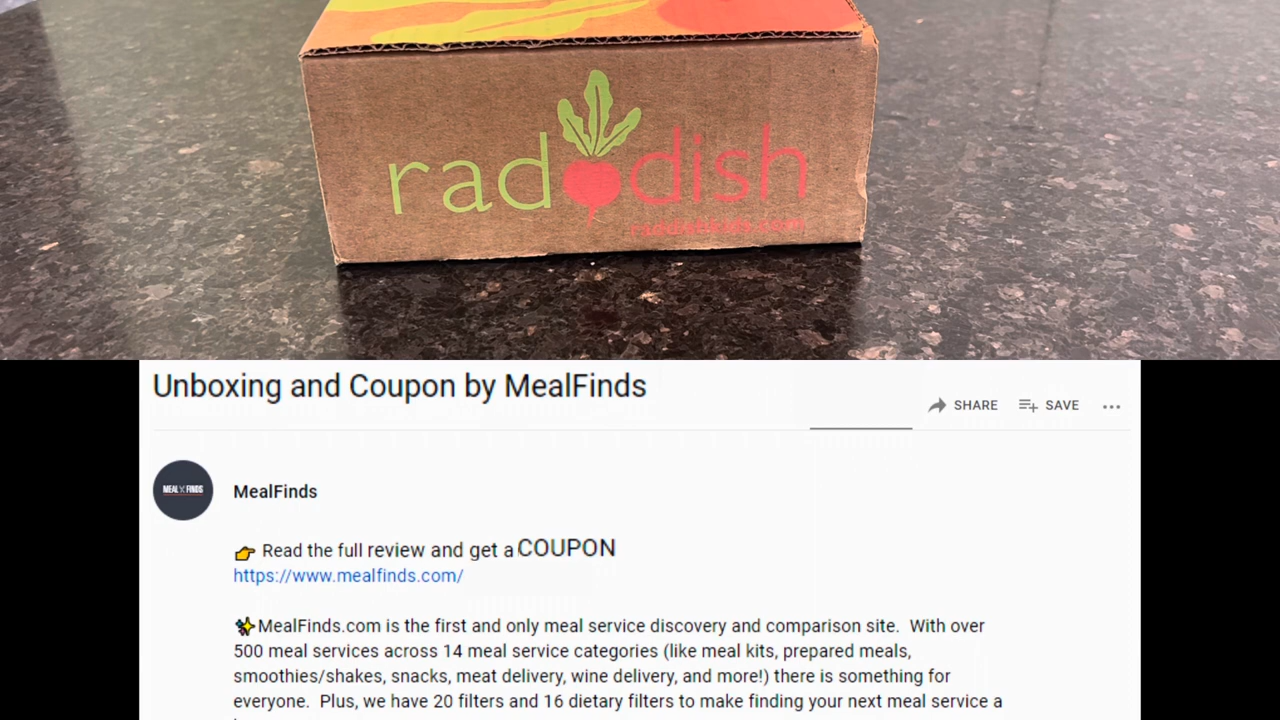 rad dish
raddishkids.com
Unboxing and Coupon by MealFinds
SHARE SAVE
MEAL FINDS
MealFinds
👉 Read the full review and get a COUPON
https://www.mealfinds.com/
✨MealFinds.com is the first and only meal service discovery and comparison site. With over
500 meal services across 14 meal service categories (like meal kits, prepared meals,
smoothies/shakes, snacks, meat delivery, wine delivery, and more!) there is something for
everyone. Plus, we have 20 filters and 16 dietary filters to make finding your next meal service a